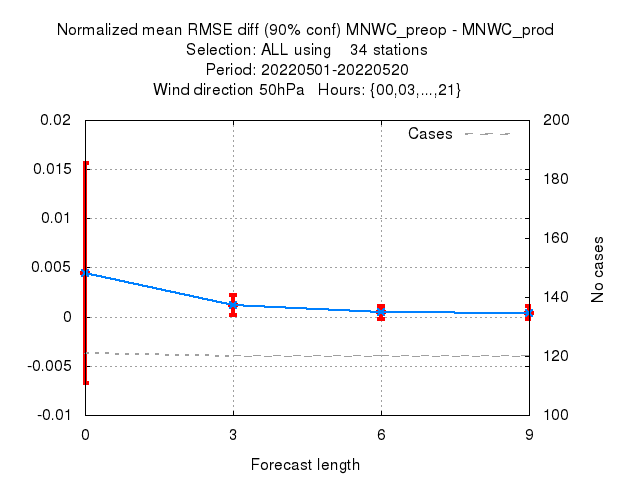 Normalized mean RMSE diff (90% conf) MNWC_preop - MNWC_prod
Selection: ALL using    34 stations
Period: 20220501-20220520
Wind direction 50hPa   Hours: {00,03,...,21}
Cases
0.02
0.015
0.01
0.005
0
-0.005
-0.01
200
180
160
140
120
100
No cases
0
3
6
9
Forecast length